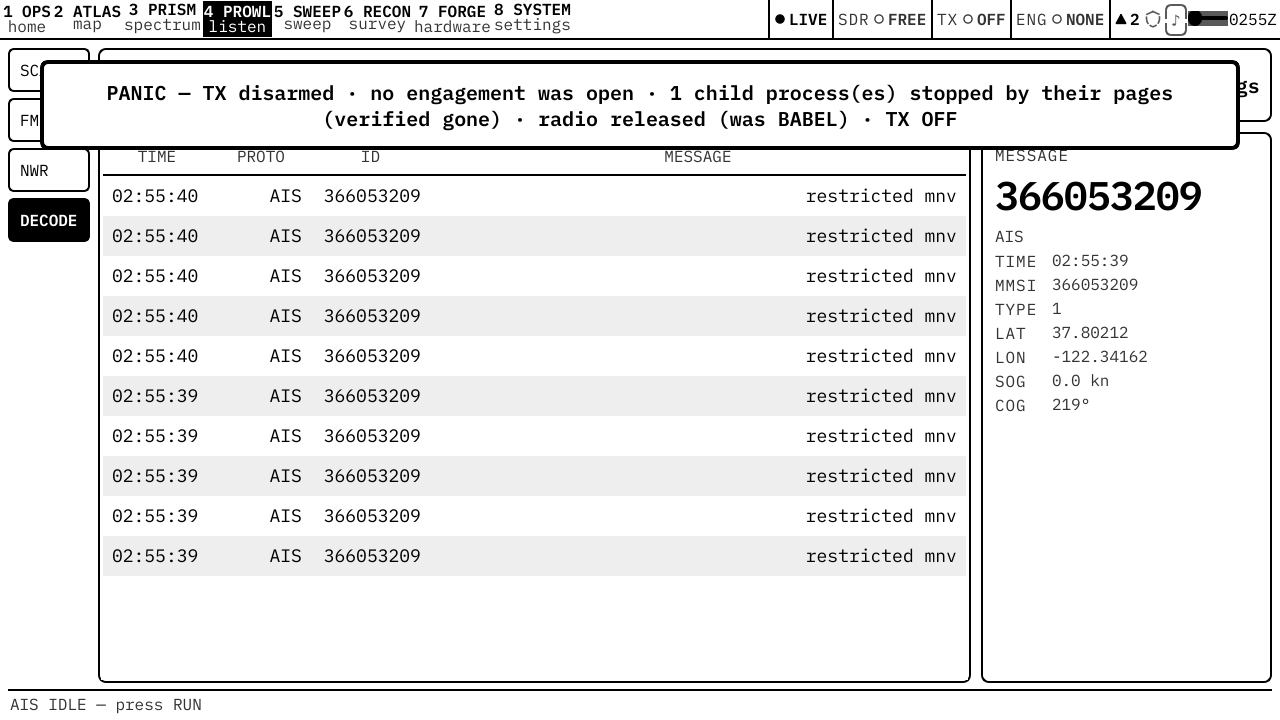 1 OPS 2 ATLAS 3 PRISM 4 PROWL 5 SWEEP 6 RECON 7 FORGE 8 SYSTEM
home map spectrum listen sweep survey hardware settings
LIVE SDR FREE TX OFF ENG NONE 2 ♪ 0255Z
PANIC — TX disarmed · no engagement was open · 1 child process(es) stopped by their pages
(verified gone) · radio released (was BABEL) · TX OFF
SC
gs
FM
NWR
DECODE
TIME PROTO ID MESSAGE
02:55:40 AIS 366053209 restricted mnv
02:55:40 AIS 366053209 restricted mnv
02:55:40 AIS 366053209 restricted mnv
02:55:40 AIS 366053209 restricted mnv
02:55:40 AIS 366053209 restricted mnv
02:55:39 AIS 366053209 restricted mnv
02:55:39 AIS 366053209 restricted mnv
02:55:39 AIS 366053209 restricted mnv
02:55:39 AIS 366053209 restricted mnv
02:55:39 AIS 366053209 restricted mnv
MESSAGE
366053209
AIS
TIME 02:55:39
MMSI 366053209
TYPE 1
LAT 37.80212
LON -122.34162
SOG 0.0 kn
COG 219°
AIS IDLE — press RUN